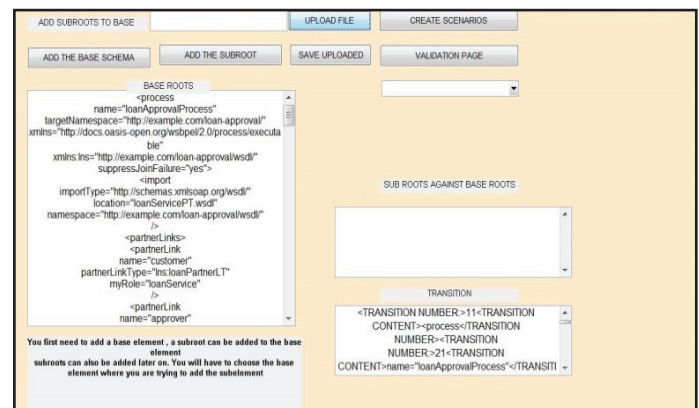 ADD SUBROOTS TO BASE
UPLOAD FILE
CREATE SCENARIOS
ADD THE BASE SCHEMA
ADD THE SUBROOT
SAVE UPLOADED
VALIDATION PAGE
BASE ROOTS
<process
name="loanApprovalProcess"
targetNamespace="http://example.com/loan-approval/"
xmlns="http://docs.oasis-open.org/wsbpel/2.0/process/executa
ble"
xmlns:lns="http://example.com/loan-approval/wsdl/"
suppressJoinFailure="yes">
<import
importType="http://schemas.xmlsoap.org/wsdl/"
location="loanServicePT.wsdl"
namespace="http://example.com/loan-approval/wsdl/"
/>
<partnerLinks>
<partnerLink
name="customer"
partnerLinkType="lns:loanPartnerLT"
myRole="loanService"
/>
<partnerLink
name="approver"
You first need to add a base element , a subroot can be added to the base
element
subroots can also be added later on. You will have to choose the base
element where you are trying to add the subelement
SUB ROOTS AGAINST BASE ROOTS
TRANSITION
<TRANSITION NUMBER:>11<TRANSITION
CONTENT><process</TRANSITION
NUMBER><TRANSITION
NUMBER:>21<TRANSITION
CONTENT>name="loanApprovalProcess"</TRANSITI